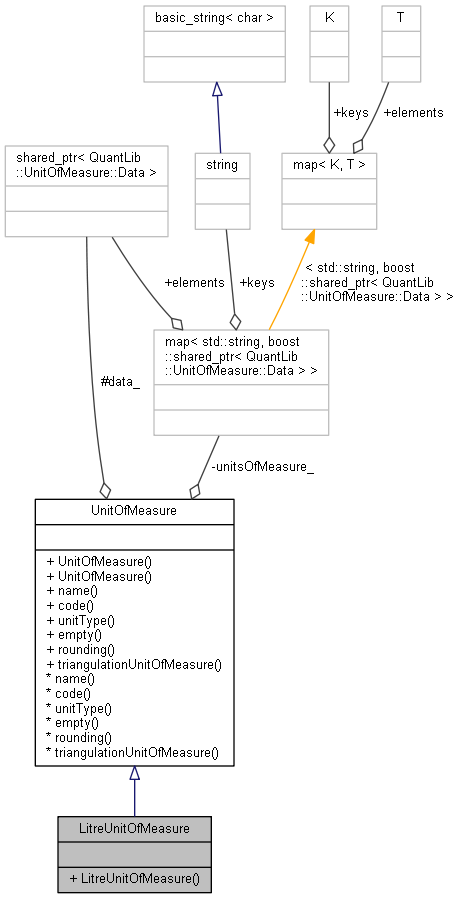 basic_string< char >
K
T
+keys
+elements
shared_ptr< QuantLib
::UnitOfMeasure::Data >
string
map< K, T >
+elements
+keys
< std::string, boost
::shared_ptr< QuantLib
::UnitOfMeasure::Data > >
map< std::string, boost
::shared_ptr< QuantLib
::UnitOfMeasure::Data > >
#data_
-unitsOfMeasure_
UnitOfMeasure
+ UnitOfMeasure()
+ UnitOfMeasure()
+ name()
+ code()
+ unitType()
+ empty()
+ rounding()
+ triangulationUnitOfMeasure()
* name()
* code()
* unitType()
* empty()
* rounding()
* triangulationUnitOfMeasure()
LitreUnitOfMeasure
+ LitreUnitOfMeasure()